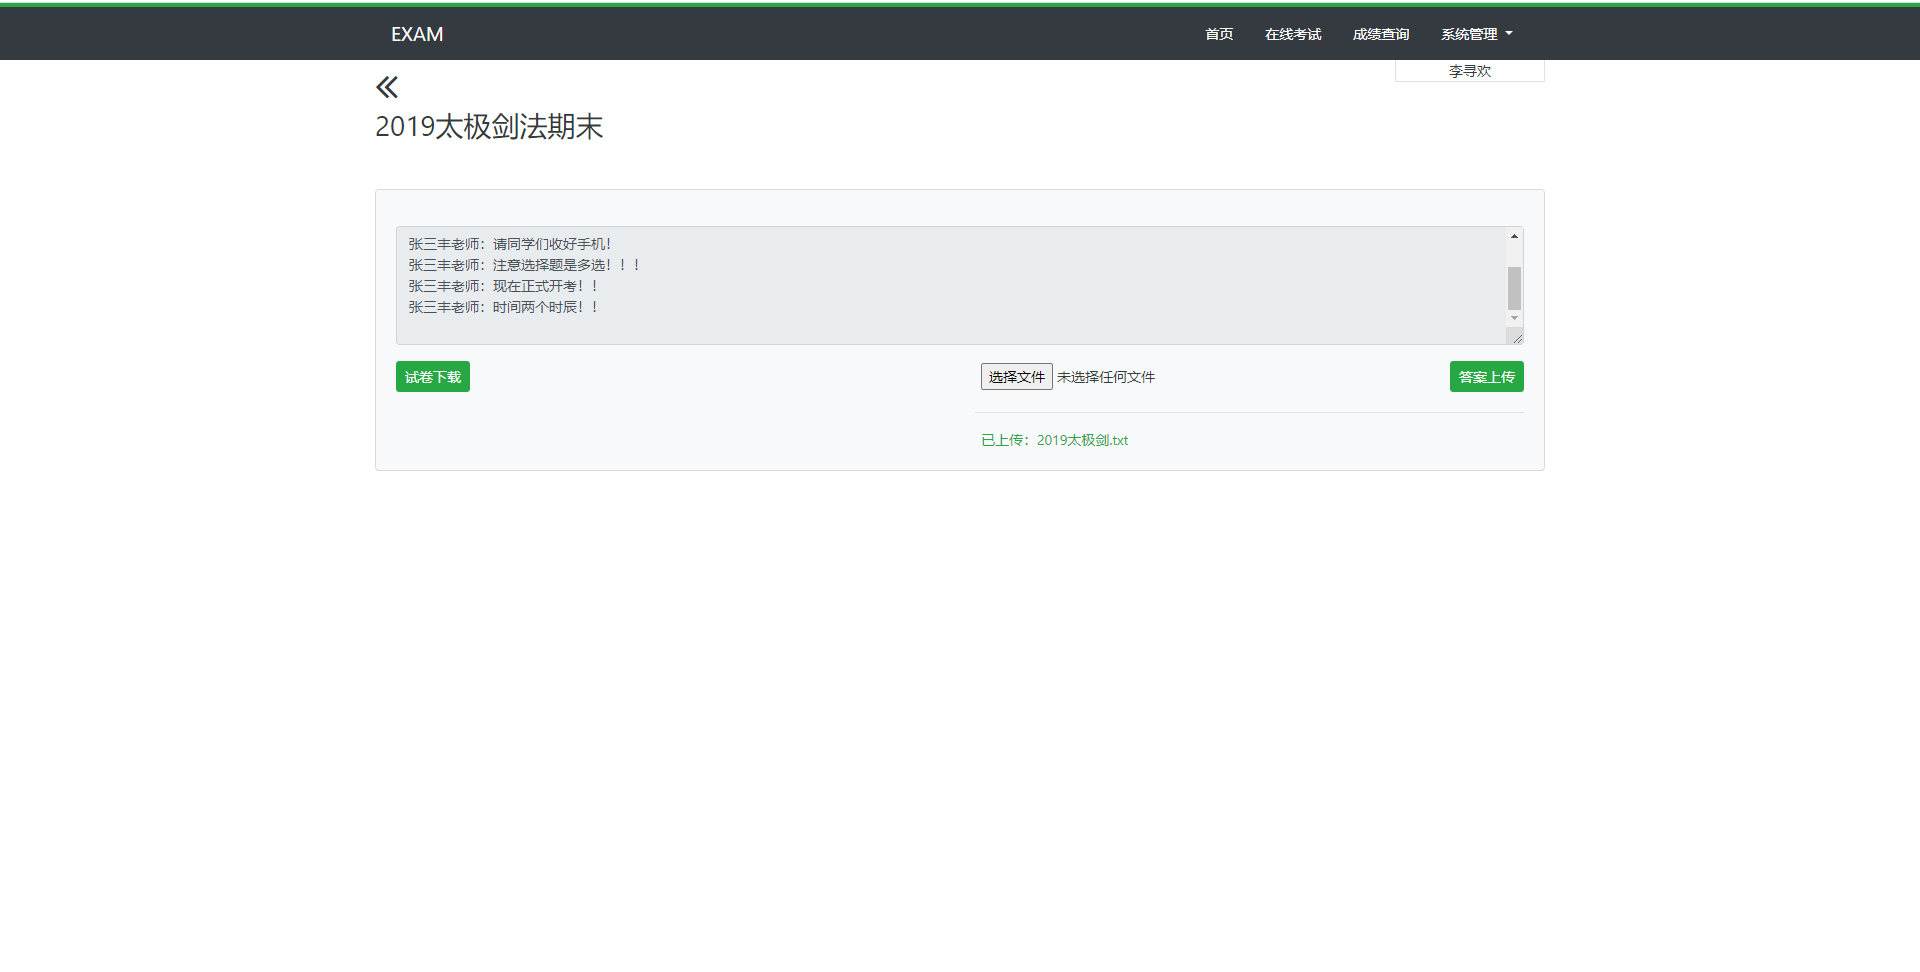 EXAM
首页
在线考试
成绩查询
系统管理
李寻欢
2019太极剑法期末
张三丰老师：请同学们收好手机！
张三丰老师：注意选择题是多选！！！
张三丰老师：现在正式开考！！
张三丰老师：时间两个时辰！！
试卷下载
选择文件 未选择任何文件
答案上传
已上传：2019太极剑.txt